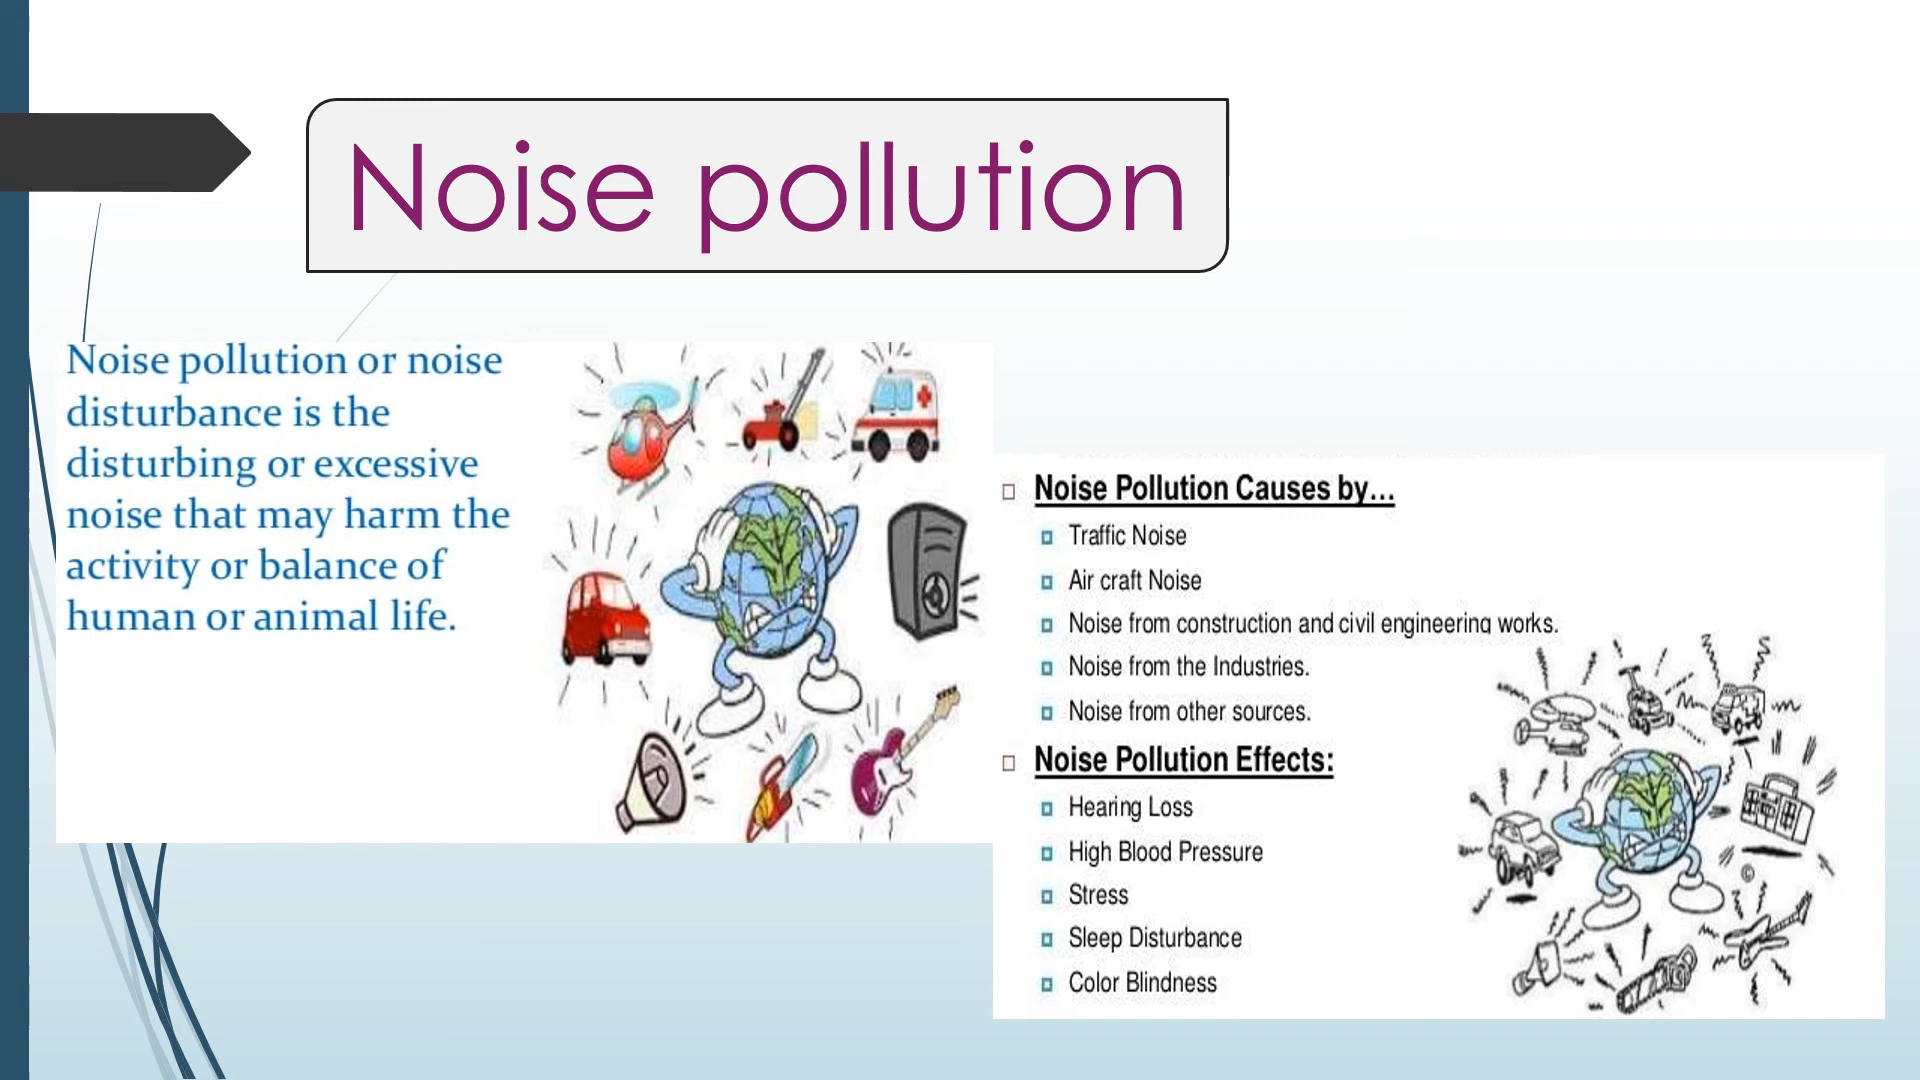 Noise pollution
Noise pollution or noise
disturbance is the
disturbing or excessive
noise that may harm the
activity or balance of
human or animal life.
Noise Pollution Causes by...
Traffic Noise
Air craft Noise
Noise from construction and civil engineering works.
Noise from the Industries.
Noise from other sources.
Noise Pollution Effects:
Hearing Loss
High Blood Pressure
Stress
Sleep Disturbance
Color Blindness
©